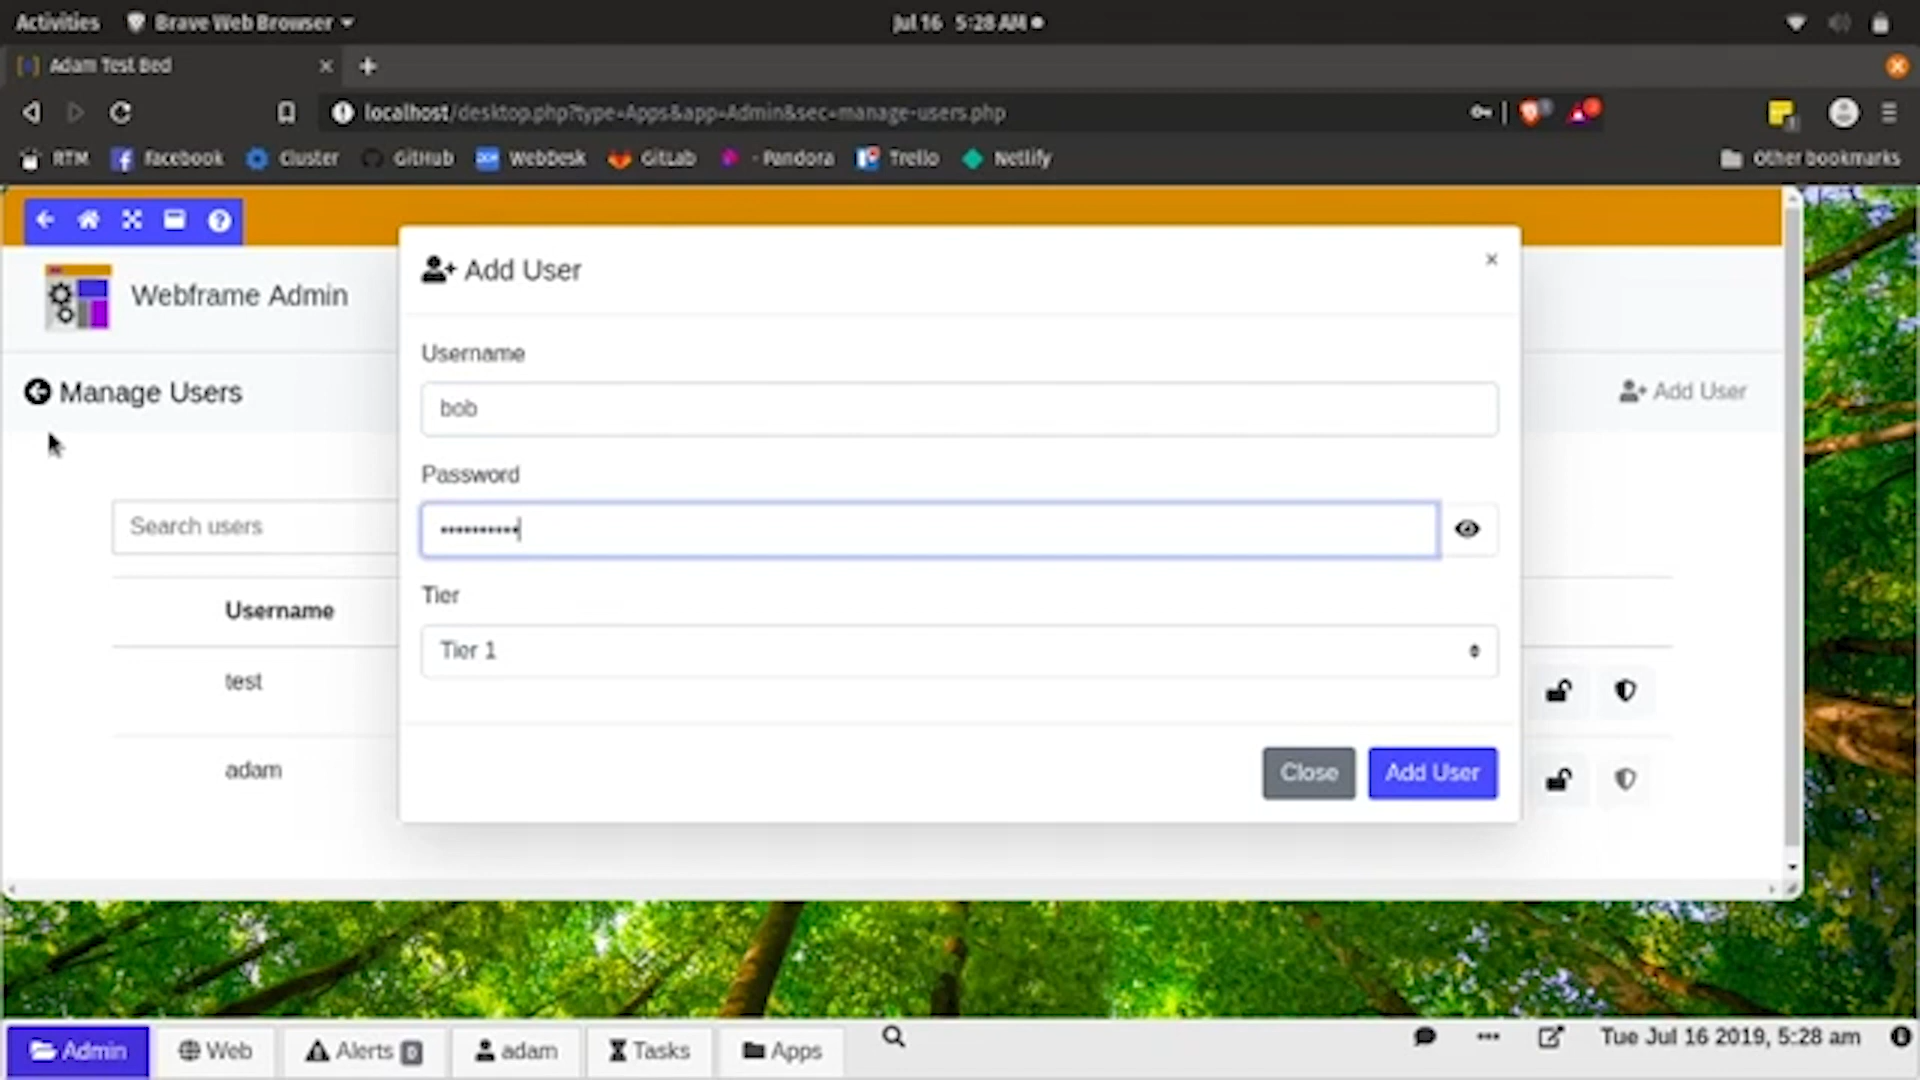 Activities Brave Web Browser Jul 16 5:28 AM
Adam Test Bed
localhost/desktop.php?type=Apps&app=Admin&sec=manage-users.php
RTM Facebook Cluster GitHub WebDesk GitLab - Pandora Trello Netlify Other bookmarks
Webframe Admin
Manage Users
Add User
Search users
Username
test
adam
Add User
×
Username
bob
Password
••••••••••
Tier
Tier 1
Close Add User
Admin Web Alerts 0 adam Tasks Apps Tue Jul 16 2019, 5:28 am